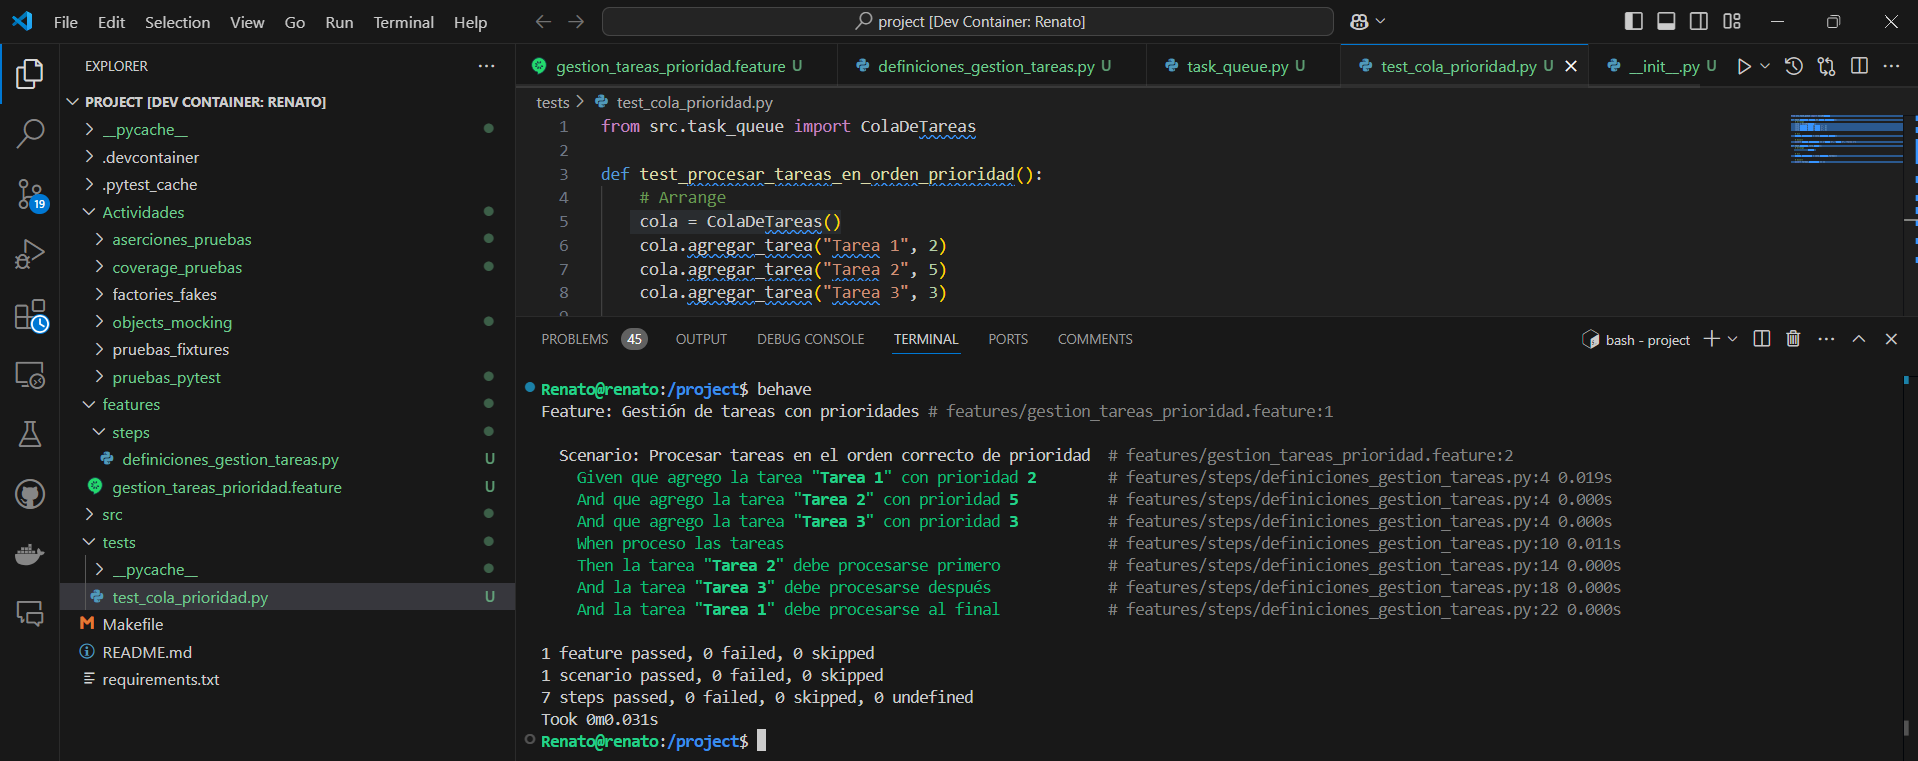 File Edit Selection View Go Run Terminal Help
project [Dev Container: Renato]
EXPLORER
PROJECT [DEV CONTAINER: RENATO]
__pycache__
.devcontainer
.pytest_cache
Actividades
aserciones_pruebas
coverage_pruebas
factories_fakes
objects_mocking
pruebas_fixtures
pruebas_pytest
features
steps
definiciones_gestion_tareas.py U
gestion_tareas_prioridad.feature U
src
tests
__pycache__
test_cola_prioridad.py U
Makefile
README.md
requirements.txt
19
gestion_tareas_prioridad.feature U definiciones_gestion_tareas.py U task_queue.py U test_cola_prioridad.py U __init__.py U
tests > test_cola_prioridad.py
1 from src.task_queue import ColaDeTareas
2
3 def test_procesar_tareas_en_orden_prioridad():
4 # Arrange
5 cola = ColaDeTareas()
6 cola.agregar_tarea("Tarea 1", 2)
7 cola.agregar_tarea("Tarea 2", 5)
8 cola.agregar_tarea("Tarea 3", 3)
PROBLEMS 45 OUTPUT DEBUG CONSOLE TERMINAL PORTS COMMENTS
bash - project
Renato@renato:/project$ behave
Feature: Gestión de tareas con prioridades # features/gestion_tareas_prioridad.feature:1
Scenario: Procesar tareas en el orden correcto de prioridad # features/gestion_tareas_prioridad.feature:2
Given que agrego la tarea "Tarea 1" con prioridad 2 # features/steps/definiciones_gestion_tareas.py:4 0.019s
And que agrego la tarea "Tarea 2" con prioridad 5 # features/steps/definiciones_gestion_tareas.py:4 0.000s
And que agrego la tarea "Tarea 3" con prioridad 3 # features/steps/definiciones_gestion_tareas.py:4 0.000s
When proceso las tareas # features/steps/definiciones_gestion_tareas.py:10 0.011s
Then la tarea "Tarea 2" debe procesarse primero # features/steps/definiciones_gestion_tareas.py:14 0.000s
And la tarea "Tarea 3" debe procesarse después # features/steps/definiciones_gestion_tareas.py:18 0.000s
And la tarea "Tarea 1" debe procesarse al final # features/steps/definiciones_gestion_tareas.py:22 0.000s
1 feature passed, 0 failed, 0 skipped
1 scenario passed, 0 failed, 0 skipped
7 steps passed, 0 failed, 0 skipped, 0 undefined
Took 0m0.031s
Renato@renato:/project$